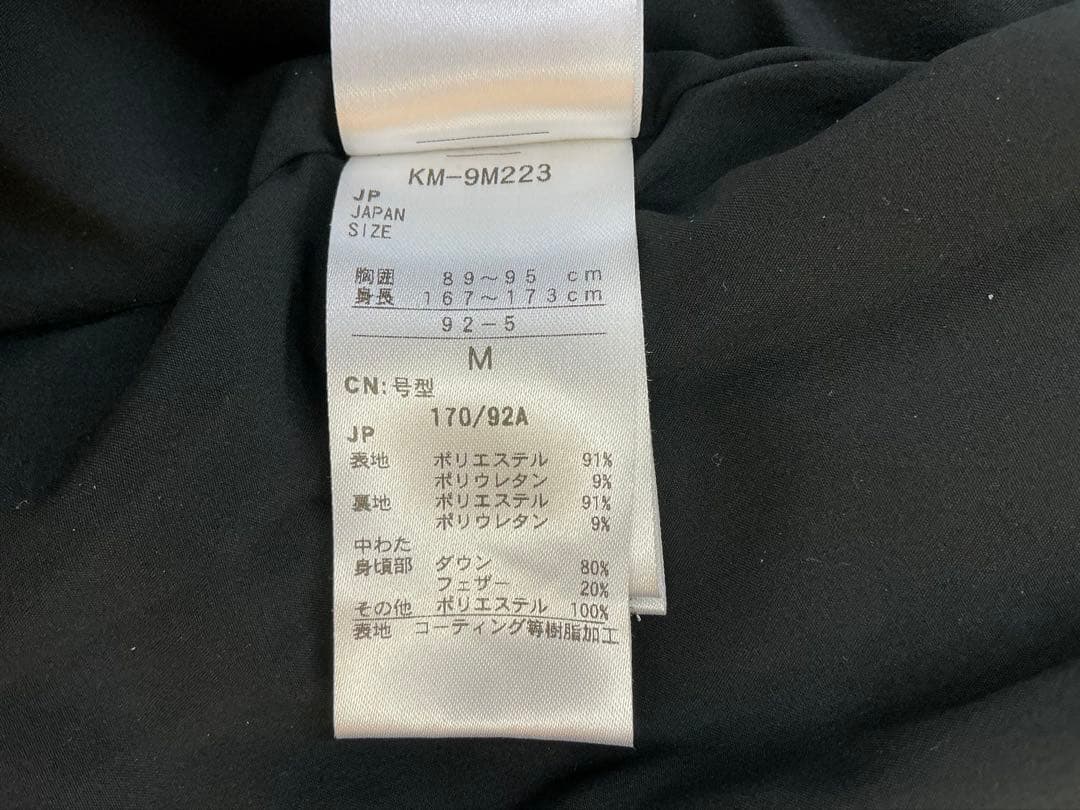 KM-9M223
JP
JAPAN
SIZE
胸囲 89～95 cm
身長 167～173cm
92-5
M
CN:号型
170/92A
JP
表地 ポリエステル 91%
ポリウレタン 9%
裏地 ポリエステル 91%
ポリウレタン 9%
中わた
身頃部 ダウン 80%
フェザー 20%
その他 ポリエステル 100%
表地 コーティング等樹脂加工